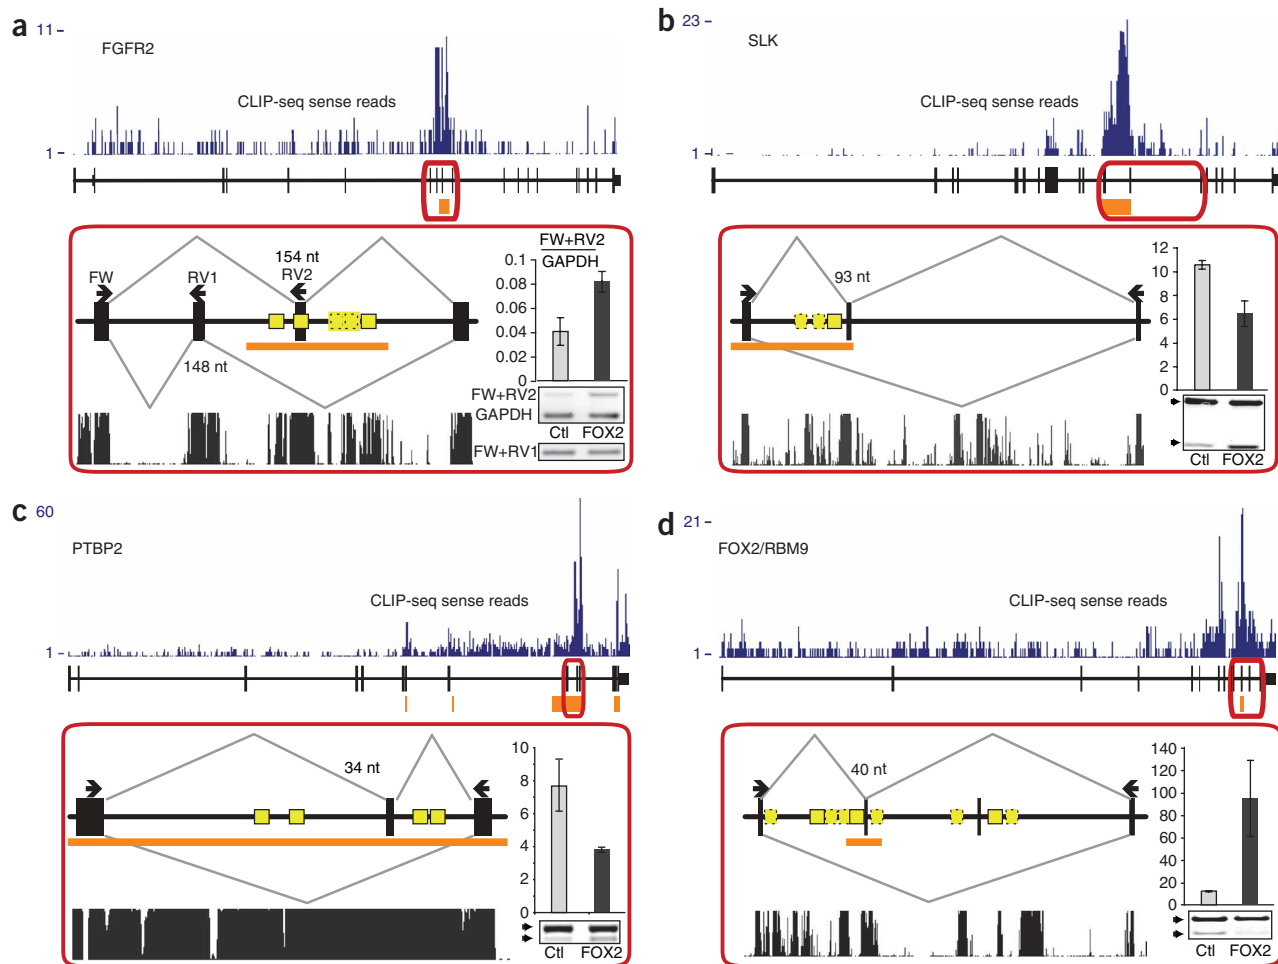 a
11
FGFR2
CLIP-seq sense reads
1
FW
RV1
154 nt
RV2
148 nt
FW+RV2
GAPDH
0.1
0.08
0.06
0.04
0.02
0
FW+RV2
GAPDH
Ctl FOX2
FW+RV1
b
23
SLK
CLIP-seq sense reads
1
93 nt
12
10
8
6
4
2
0
Ctl FOX2
c
60
PTBP2
CLIP-seq sense reads
1
34 nt
10
8
6
4
2
0
Ctl FOX2
d
21
FOX2/RBM9
CLIP-seq sense reads
1
40 nt
140
120
100
80
60
40
20
0
Ctl FOX2